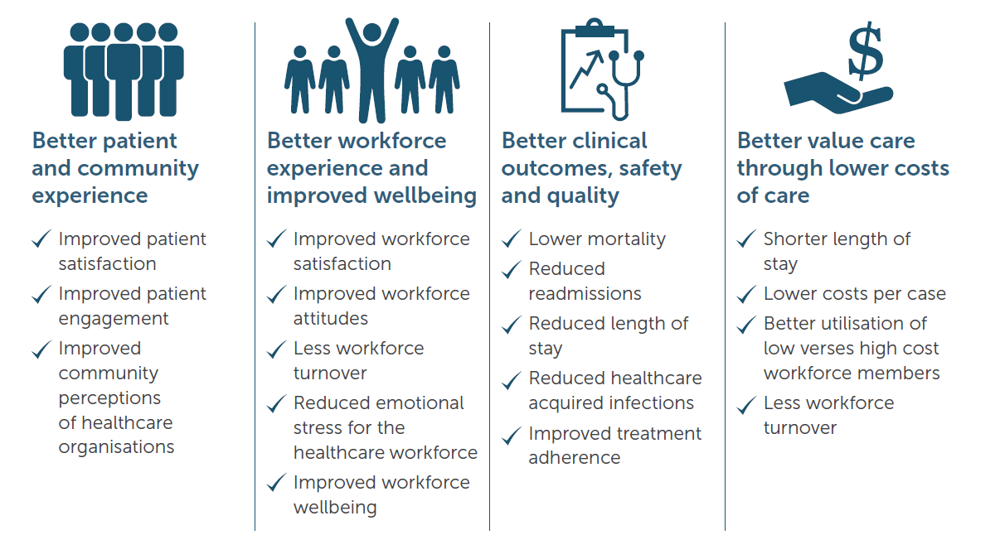 $
Better patient
and community
experience
Improved patient
satisfaction
Improved patient
engagement
Improved
community
perceptions
of healthcare
organisations
Better workforce
experience and
improved wellbeing
Improved workforce
satisfaction
Improved workforce
attitudes
Less workforce
turnover
Reduced emotional
stress for the
healthcare workforce
Improved workforce
wellbeing
Better clinical
outcomes, safety
and quality
Lower mortality
Reduced
readmissions
Reduced length of
stay
Reduced healthcare
acquired infections
Improved treatment
adherence
Better value care
through lower costs
of care
Shorter length of
stay
Lower costs per case
Better utilisation of
low verses high cost
workforce members
Less workforce
turnover